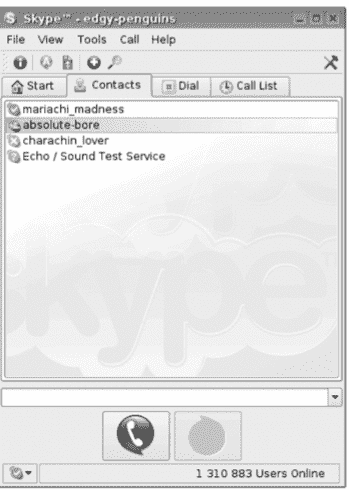 Skype™ - edgy-penguins
File View Tools Call Help
Start Contacts Dial Call List
mariachi_madness
absolute-bore
charachin_lover
Echo / Sound Test Service
skype
1 310 883 Users Online